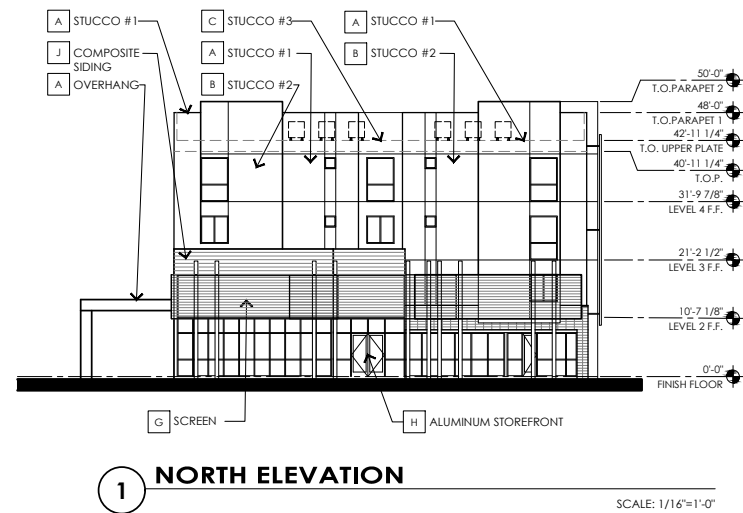 A STUCCO #1
C STUCCO #3
A STUCCO #1
J COMPOSITE SIDING
A STUCCO #1
B STUCCO #2
A OVERHANG
B STUCCO #2
50'-0"
T.O.PARAPET 2
48'-0"
T.O.PARAPET 1
42'-11 1/4"
T.O. UPPER PLATE
40'-11 1/4"
T.O.P.
31'-9 7/8"
LEVEL 4 F.F.
21'-2 1/2"
LEVEL 3 F.F.
10'-7 1/8"
LEVEL 2 F.F.
0'-0"
FINISH FLOOR
G SCREEN
H ALUMINUM STOREFRONT
1 NORTH ELEVATION
SCALE: 1/16"=1'-0"